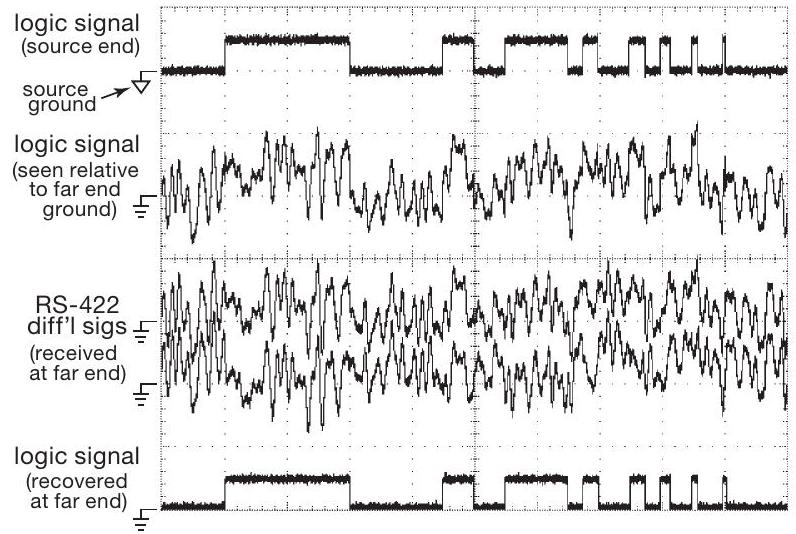 logic signal
(source end)
source
ground
logic signal
(seen relative
to far end
ground)
RS-422
diff'l sigs
(received
at far end)
logic signal
(recovered
at far end)